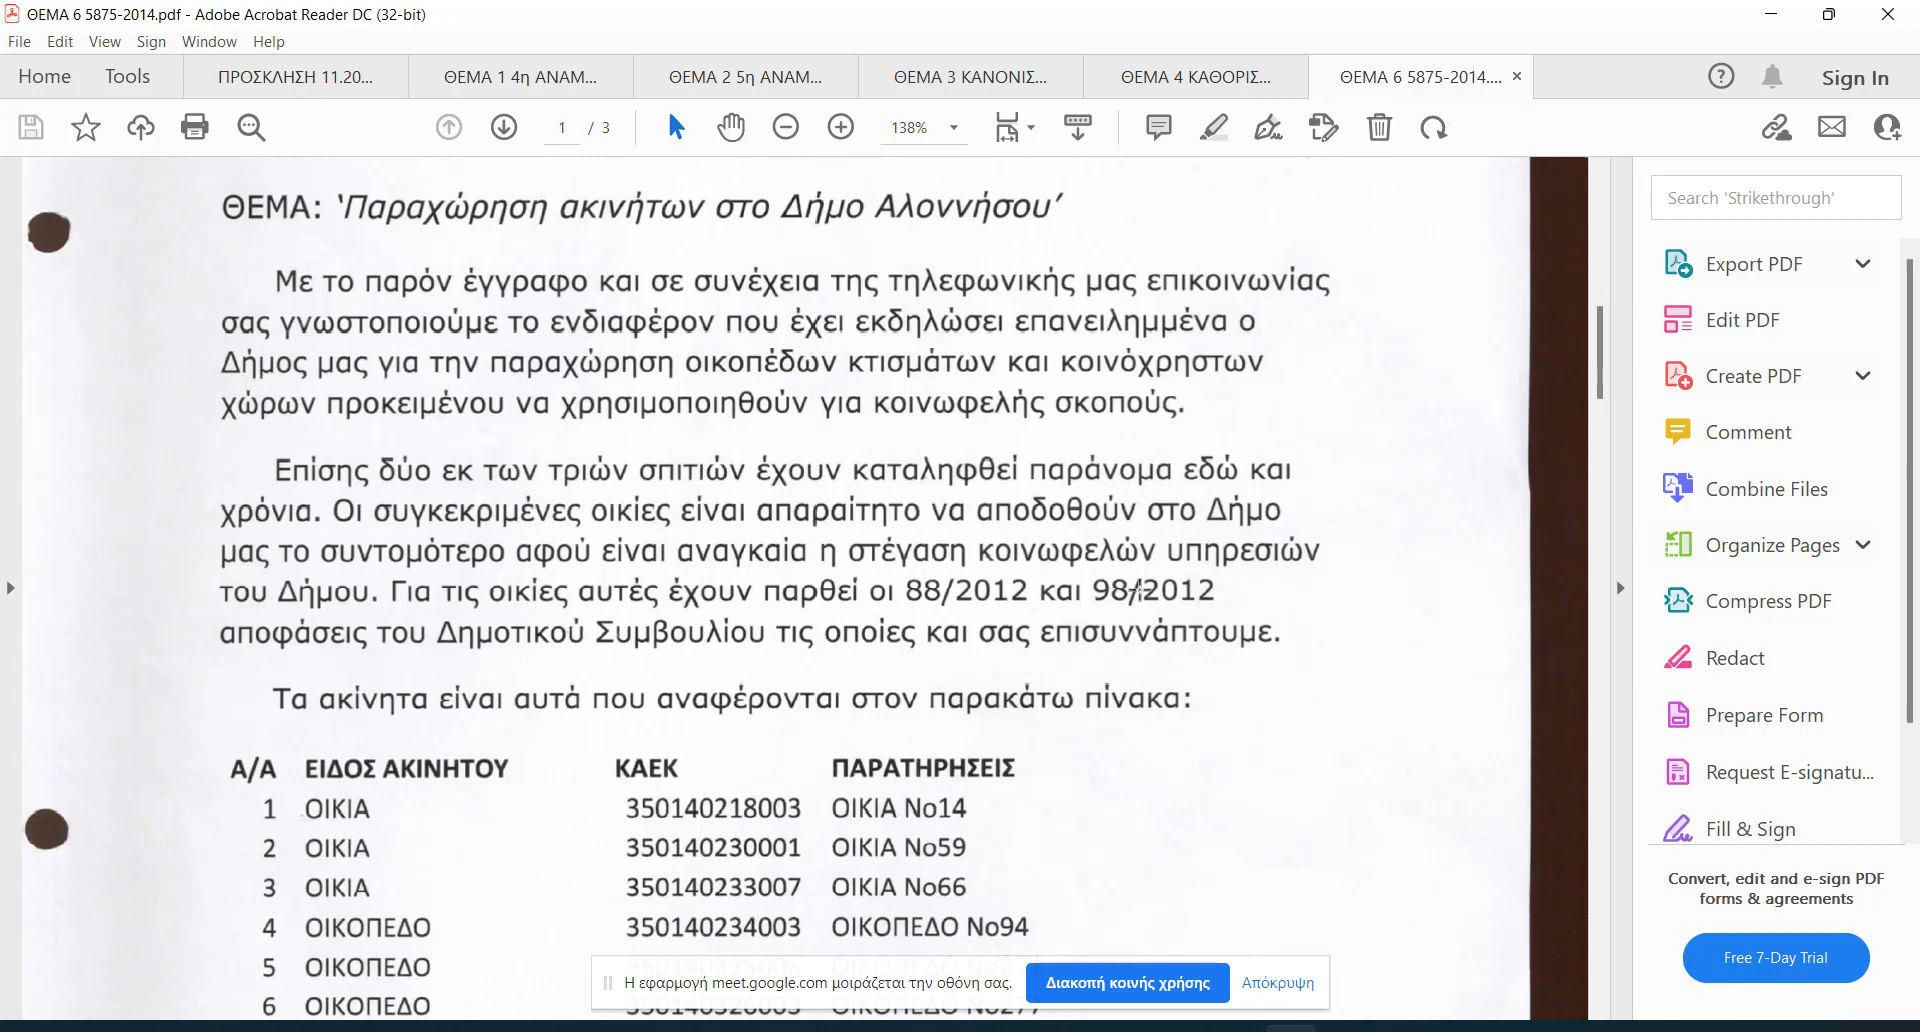 ΘΕΜΑ 6 5875-2014.pdf - Adobe Acrobat Reader DC (32-bit)
File Edit View Sign Window Help
Home Tools ΠΡΟΣΚΛΗΣΗ 11.20... ΘΕΜΑ 1 4η ΑΝΑΜ... ΘΕΜΑ 2 5η ΑΝΑΜ... ΘΕΜΑ 3 ΚΑΝΟΝΙΣ... ΘΕΜΑ 4 ΚΑΘΟΡΙΣ... ΘΕΜΑ 6 5875-2014.... Sign In
1 / 3 138%
ΘΕΜΑ: 'Παραχώρηση ακινήτων στο Δήμο Αλοννήσου'
Με το παρόν έγγραφο και σε συνέχεια της τηλεφωνικής μας επικοινωνίας
σας γνωστοποιούμε το ενδιαφέρον που έχει εκδηλώσει επανειλημμένα ο
Δήμος μας για την παραχώρηση οικοπέδων κτισμάτων και κοινόχρηστων
χώρων προκειμένου να χρησιμοποιηθούν για κοινωφελής σκοπούς.
Επίσης δύο εκ των τριών σπιτιών έχουν καταληφθεί παράνομα εδώ και
χρόνια. Οι συγκεκριμένες οικίες είναι απαραίτητο να αποδοθούν στο Δήμο
μας το συντομότερο αφού είναι αναγκαία η στέγαση κοινωφελών υπηρεσιών
του Δήμου. Για τις οικίες αυτές έχουν παρθεί οι 88/2012 και 98/2012
αποφάσεις του Δημοτικού Συμβουλίου τις οποίες και σας επισυννάπτουμε.
Τα ακίνητα είναι αυτά που αναφέρονται στον παρακάτω πίνακα:
Α/Α ΕΙΔΟΣ ΑΚΙΝΗΤΟΥ ΚΑΕΚ ΠΑΡΑΤΗΡΗΣΕΙΣ
1 ΟΙΚΙΑ 350140218003 ΟΙΚΙΑ Νο14
2 ΟΙΚΙΑ 350140230001 ΟΙΚΙΑ Νο59
3 ΟΙΚΙΑ 350140233007 ΟΙΚΙΑ Νο66
4 ΟΙΚΟΠΕΔΟ 350140234003 ΟΙΚΟΠΕΔΟ Νο94
5 ΟΙΚΟΠΕΔΟ
6 ΟΙΚΟΠΕΔΟ
Η εφαρμογή meet.google.com μοιράζεται την οθόνη σας. Διακοπή κοινής χρήσης Απόκρυψη
Search 'Strikethrough'
Export PDF
Edit PDF
Create PDF
Comment
Combine Files
Organize Pages
Compress PDF
Redact
Prepare Form
Request E-signatu...
Fill & Sign
Convert, edit and e-sign PDF
forms & agreements
Free 7-Day Trial